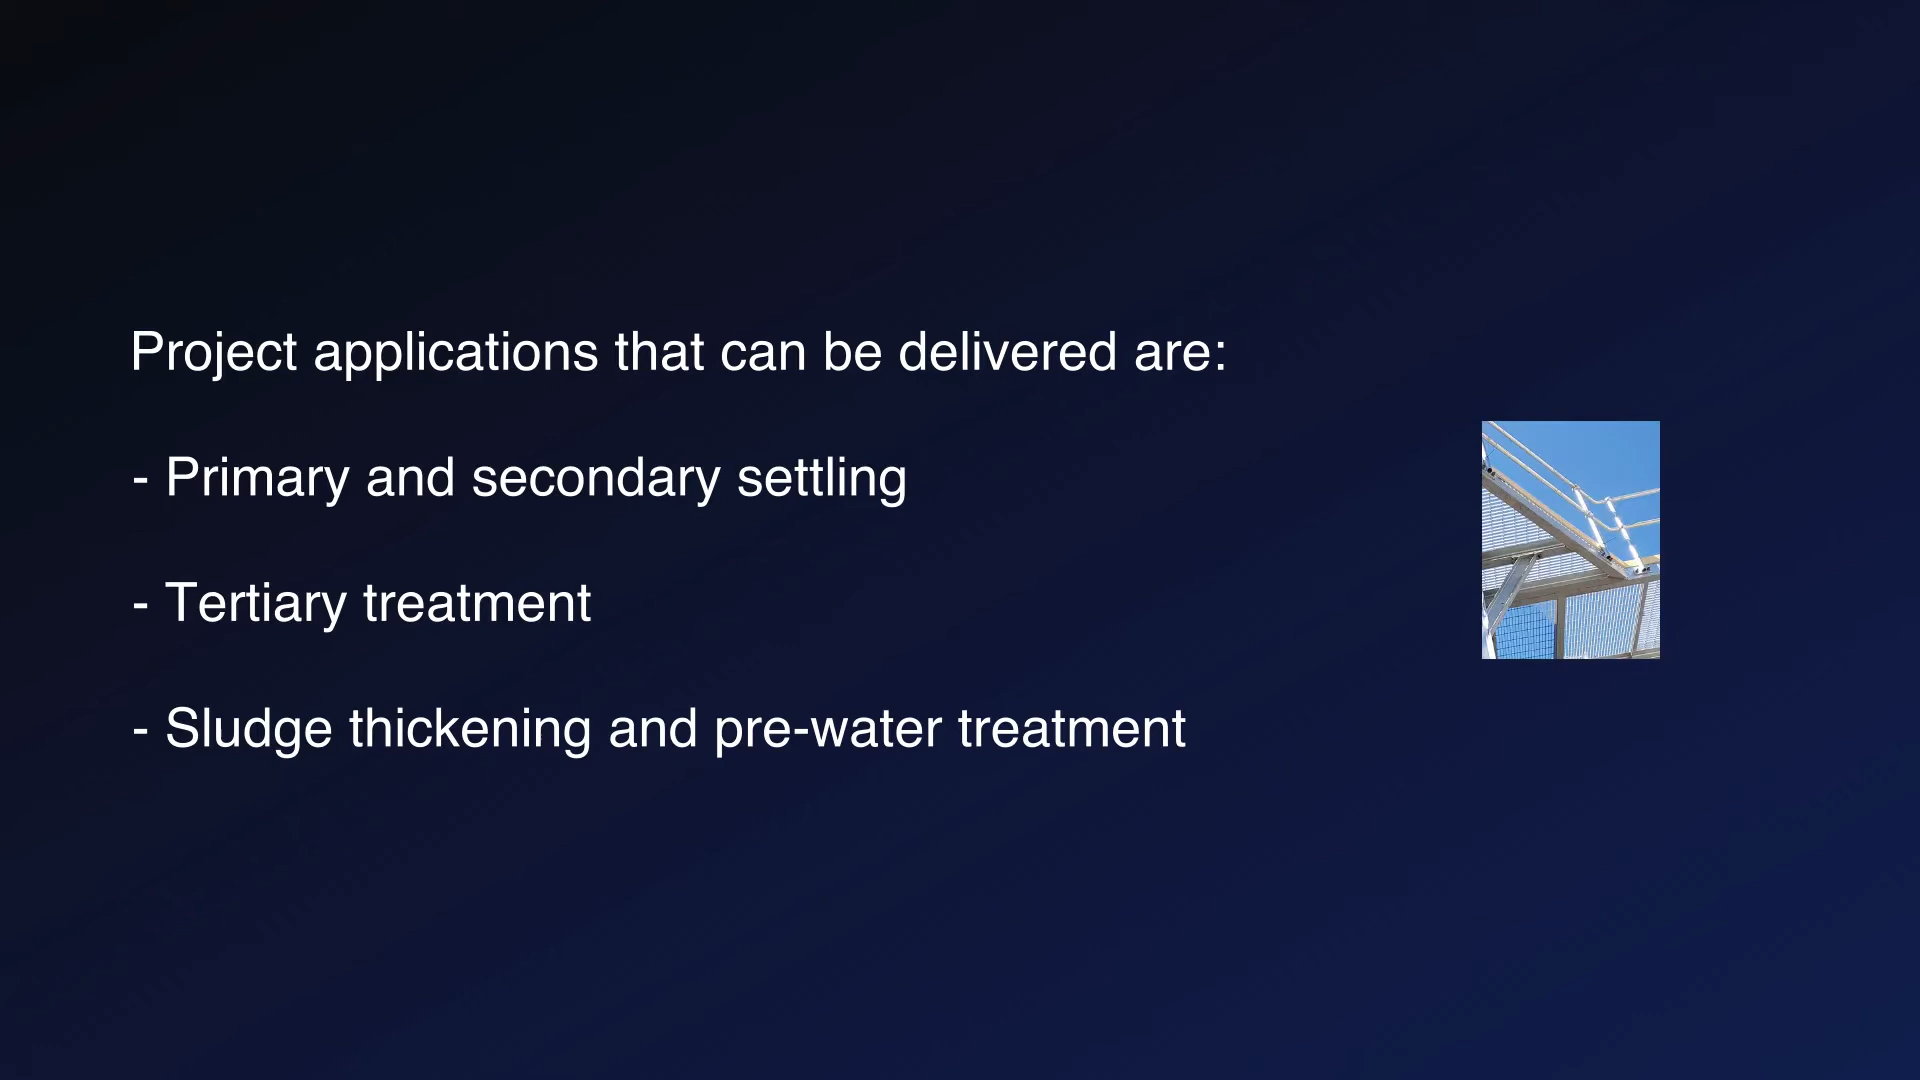 Project applications that can be delivered are:
- Primary and secondary settling
- Tertiary treatment
- Sludge thickening and pre-water treatment